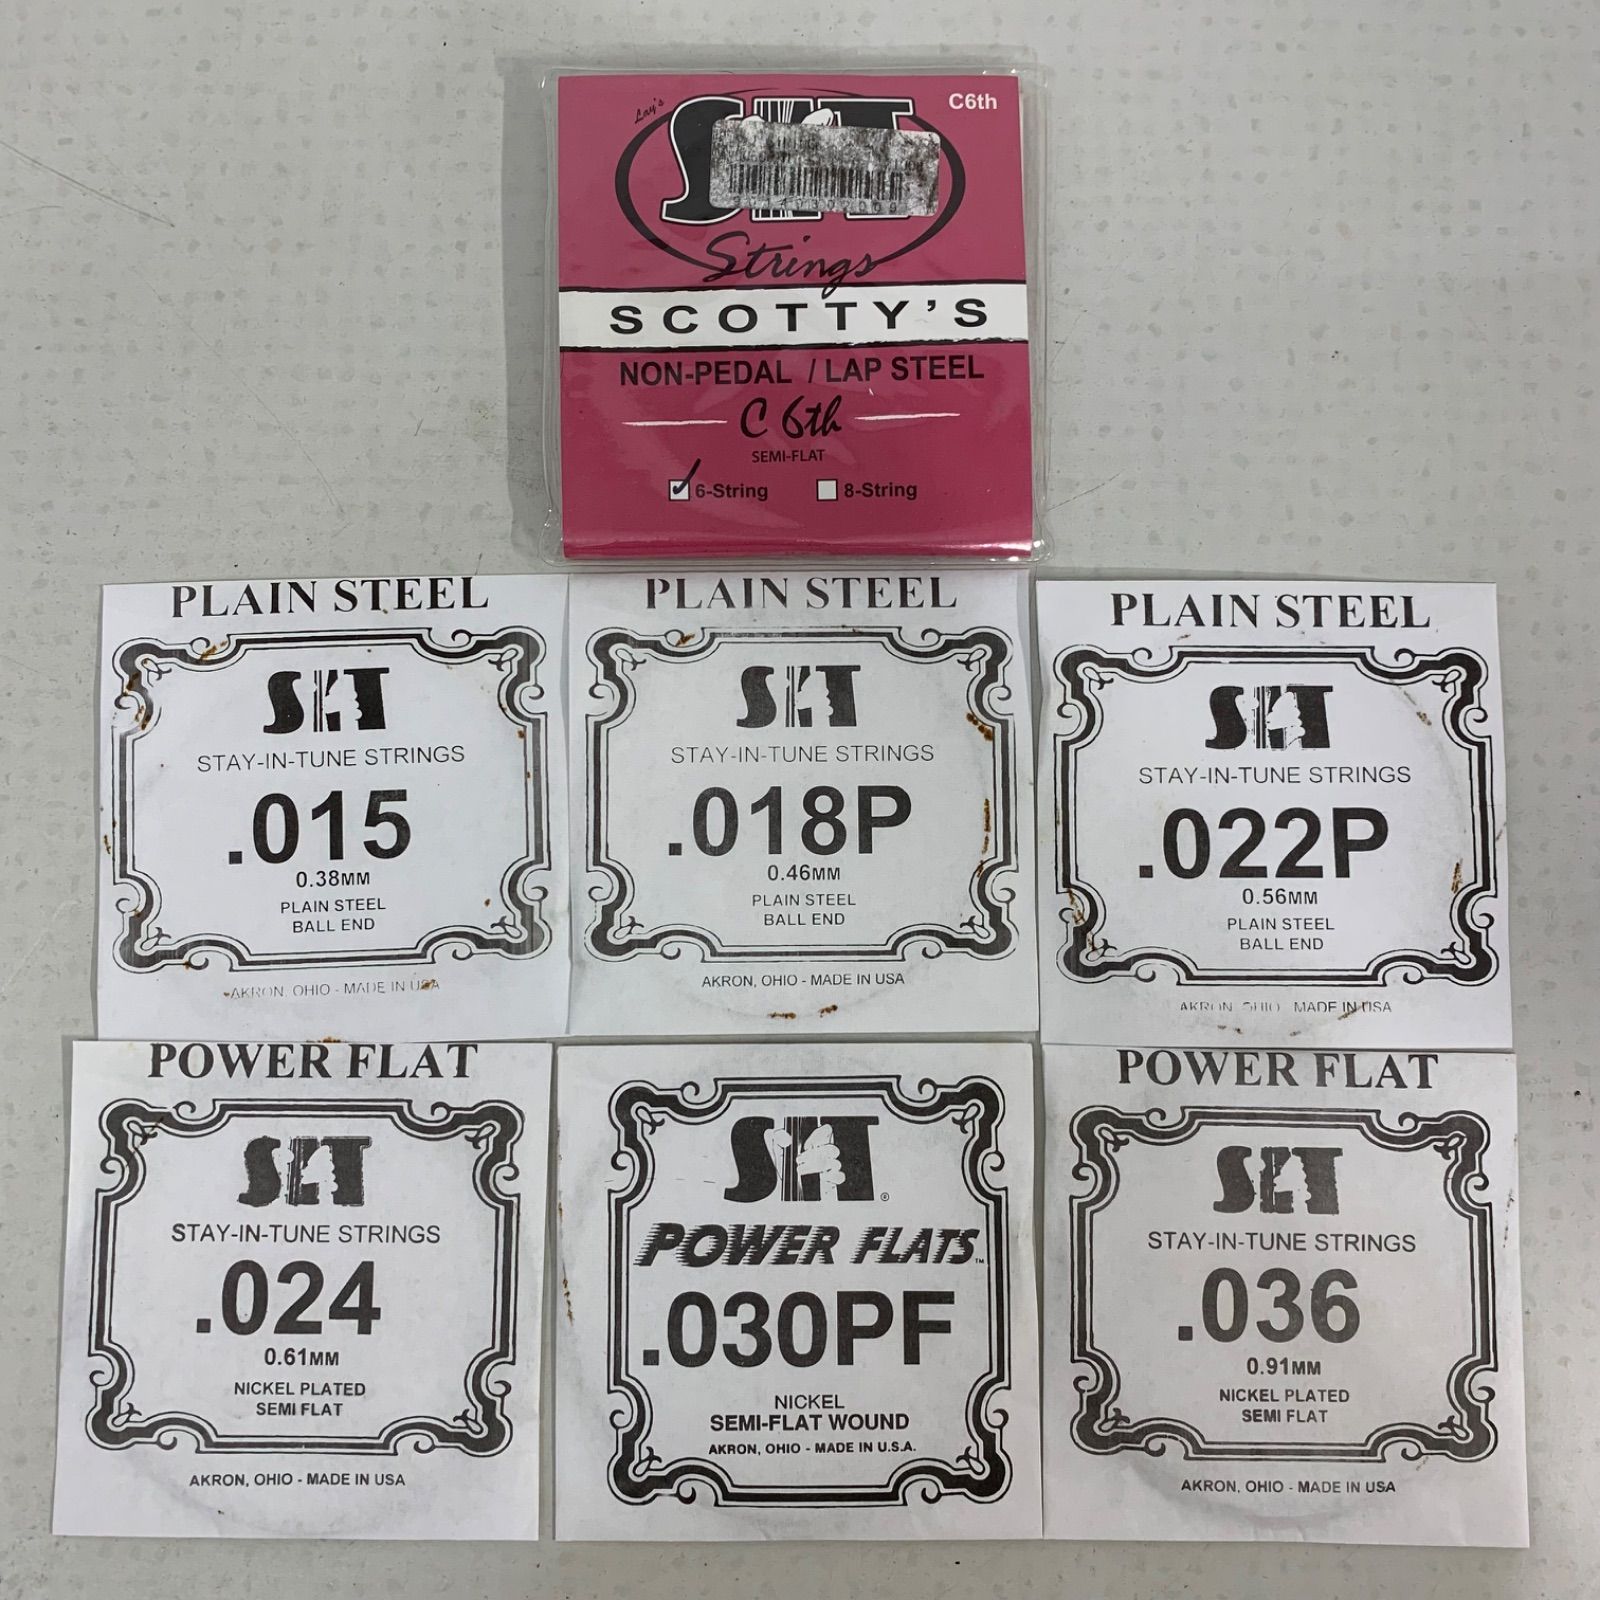 C6th
SIT
Strings
SCOTTY'S
NON-PEDAL / LAP STEEL
C 6th
SEMI-FLAT
6-String 8-String
PLAIN STEEL
SIT
STAY-IN-TUNE STRINGS
.015
0.38MM
PLAIN STEEL
BALL END
AKRON, OHIO - MADE IN USA
PLAIN STEEL
SIT
STAY-IN-TUNE STRINGS
.018P
0.46MM
PLAIN STEEL
BALL END
AKRON, OHIO - MADE IN USA
PLAIN STEEL
SIT
STAY-IN-TUNE STRINGS
.022P
0.56MM
PLAIN STEEL
BALL END
AKRON, OHIO - MADE IN USA
POWER FLAT
SIT
STAY-IN-TUNE STRINGS
.024
0.61MM
NICKEL PLATED
SEMI FLAT
AKRON, OHIO - MADE IN USA
SIT®
POWER FLATS™
.030PF
NICKEL
SEMI-FLAT WOUND
AKRON, OHIO - MADE IN U.S.A.
POWER FLAT
SIT
STAY-IN-TUNE STRINGS
.036
0.91MM
NICKEL PLATED
SEMI FLAT
AKRON, OHIO - MADE IN USA